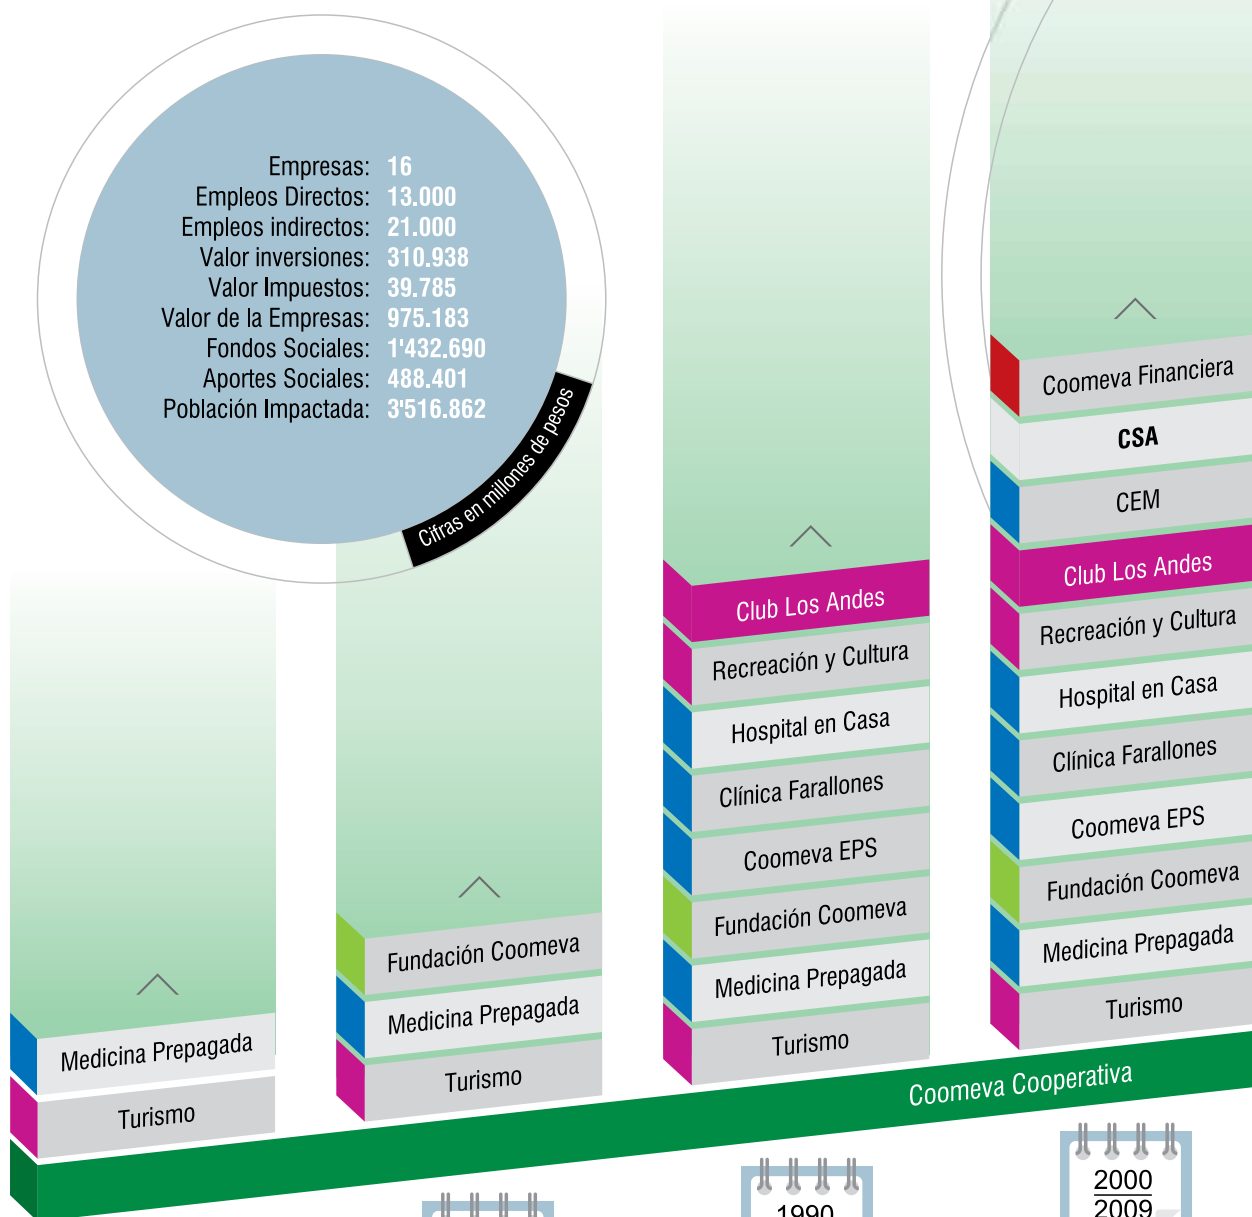 Empresas: 16
Empleos Directos: 13.000
Empleos indirectos: 21.000
Valor inversiones: 310.938
Valor Impuestos: 39.785
Valor de la Empresas: 975.183
Fondos Sociales: 1'432.690
Aportes Sociales: 488.401
Población Impactada: 3'516.862
Cifras en millones de pesos
Medicina Prepagada
Turismo
Fundación Coomeva
Medicina Prepagada
Turismo
Club Los Andes
Recreación y Cultura
Hospital en Casa
Clínica Farallones
Coomeva EPS
Fundación Coomeva
Medicina Prepagada
Turismo
Coomeva Financiera
CSA
CEM
Club Los Andes
Recreación y Cultura
Hospital en Casa
Clínica Farallones
Coomeva EPS
Fundación Coomeva
Medicina Prepagada
Turismo
Coomeva Cooperativa
1990
2000
2009